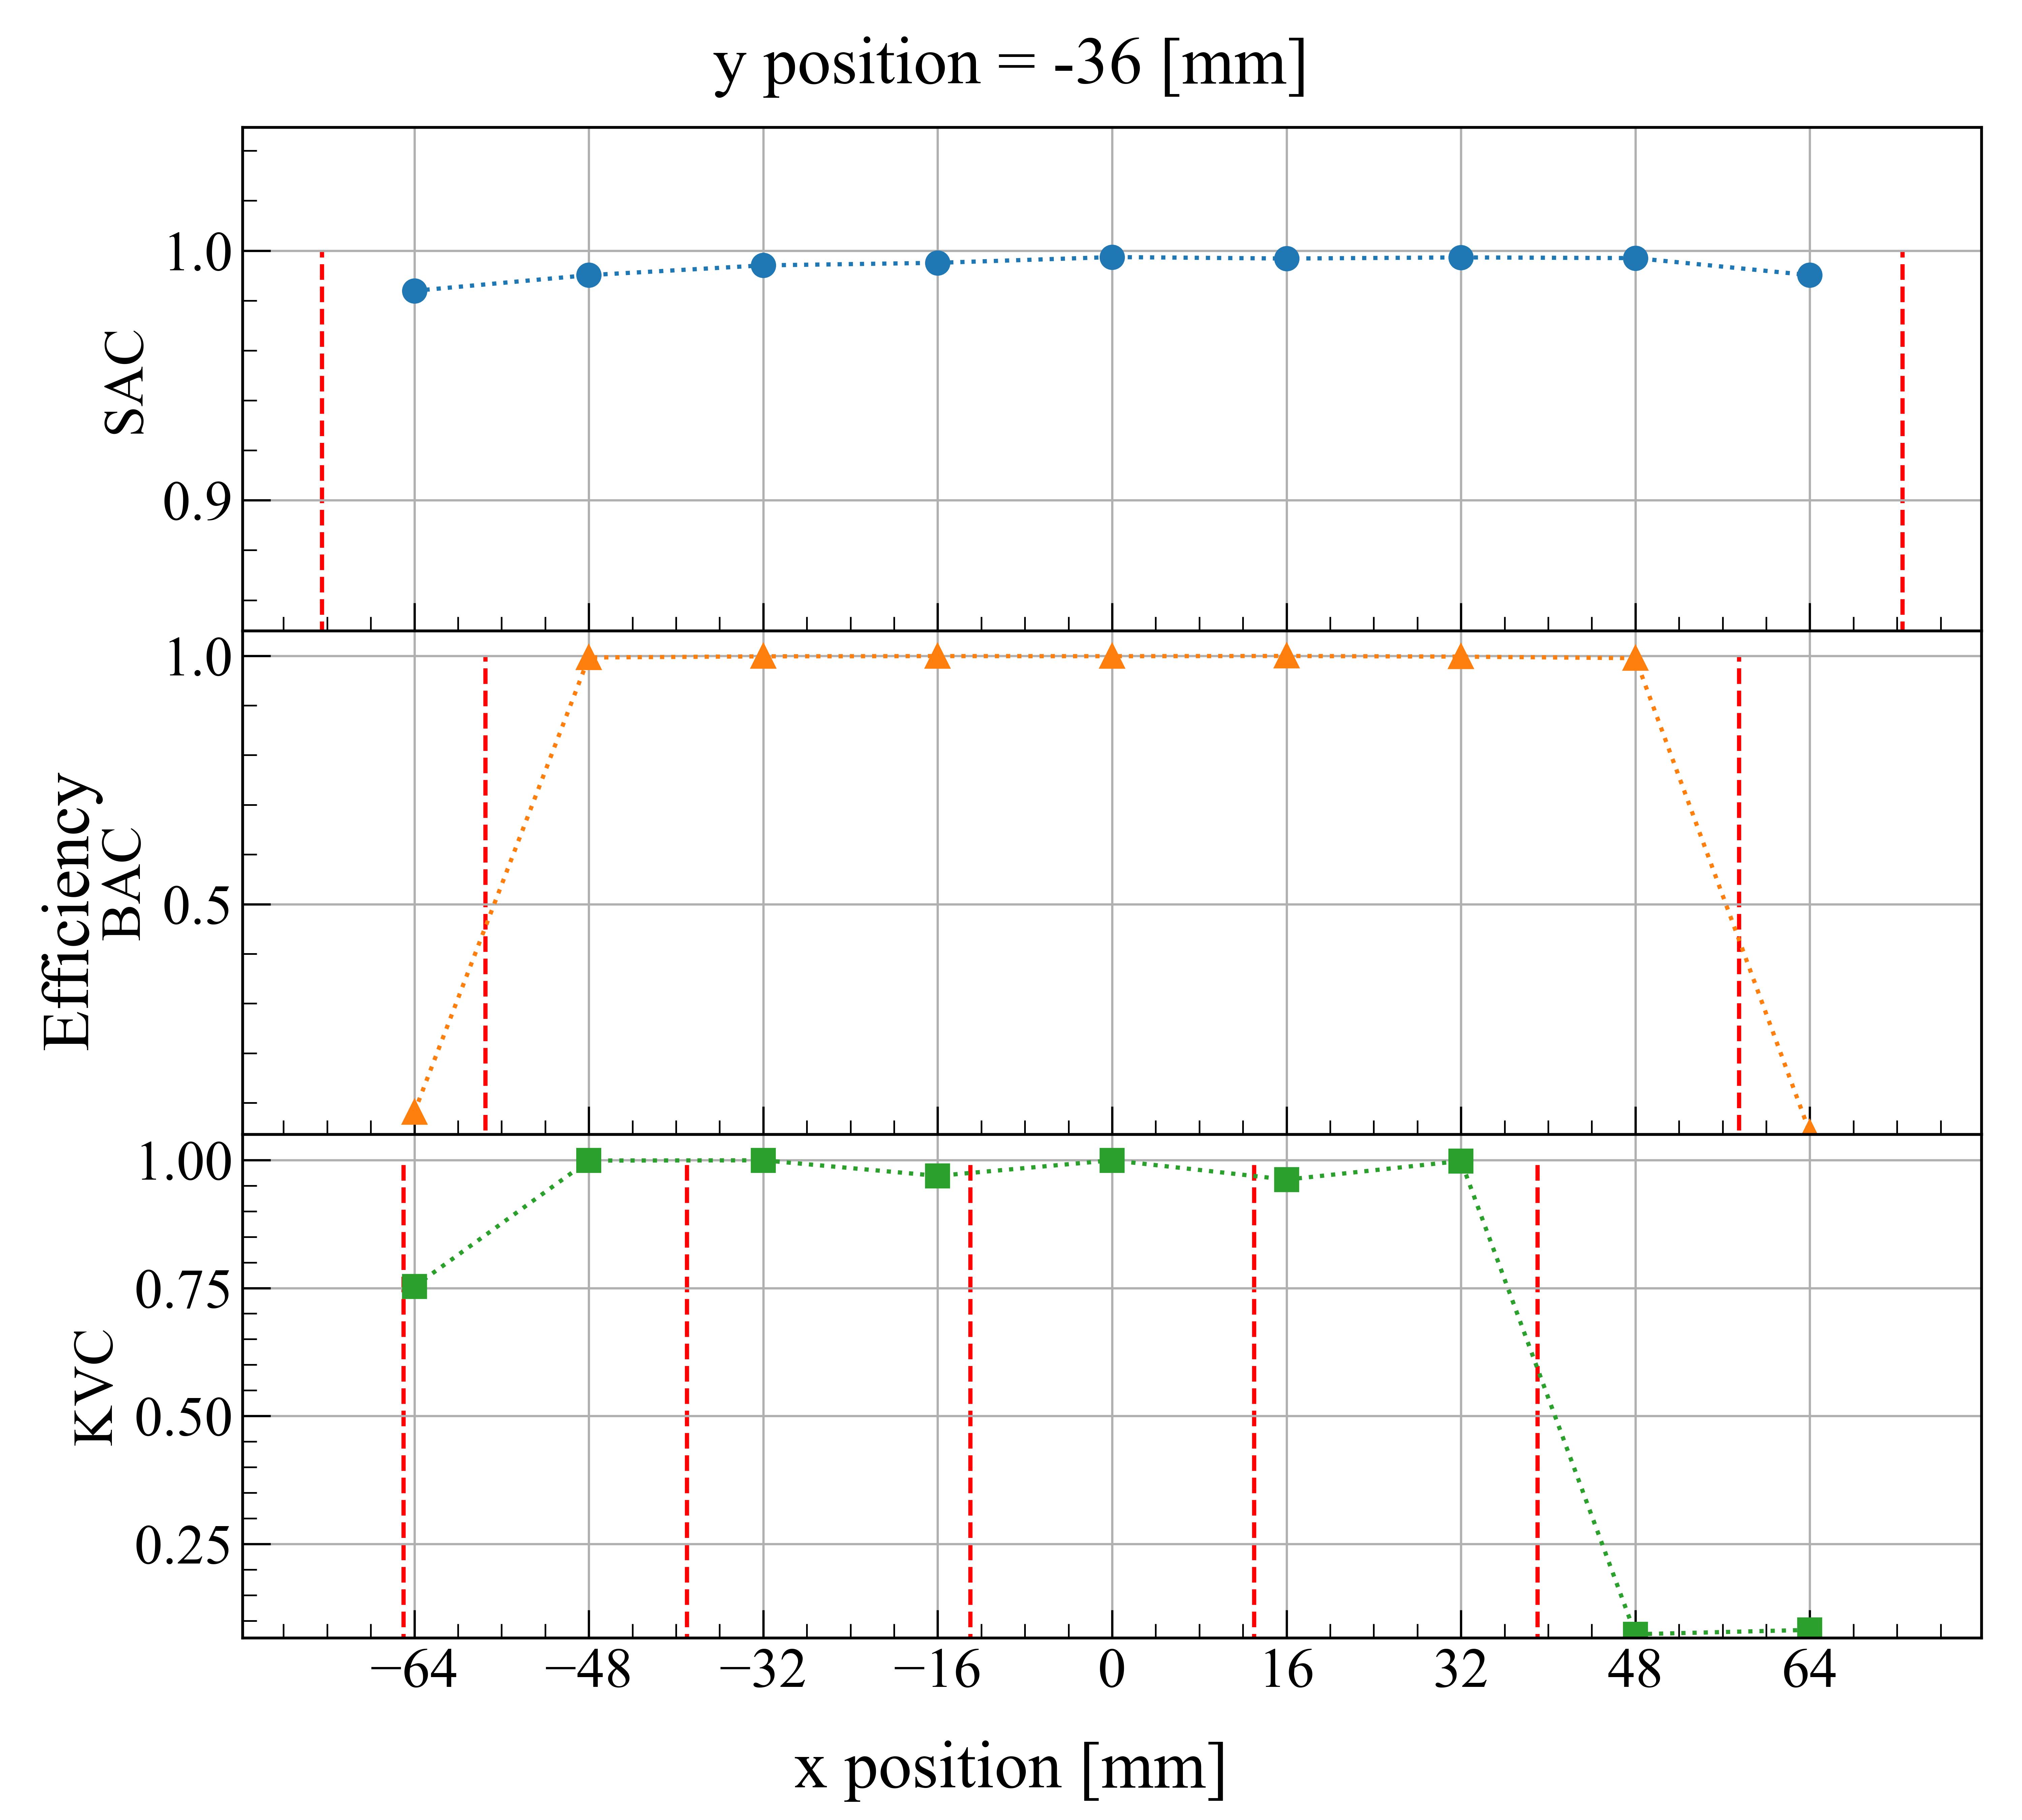 y position = -36 [mm]
1.0
0.9
SAC
1.0
0.5
BAC
Efficiency
1.00
0.75
0.50
0.25
KVC
−64 −48 −32 −16 0 16 32 48 64
x position [mm]